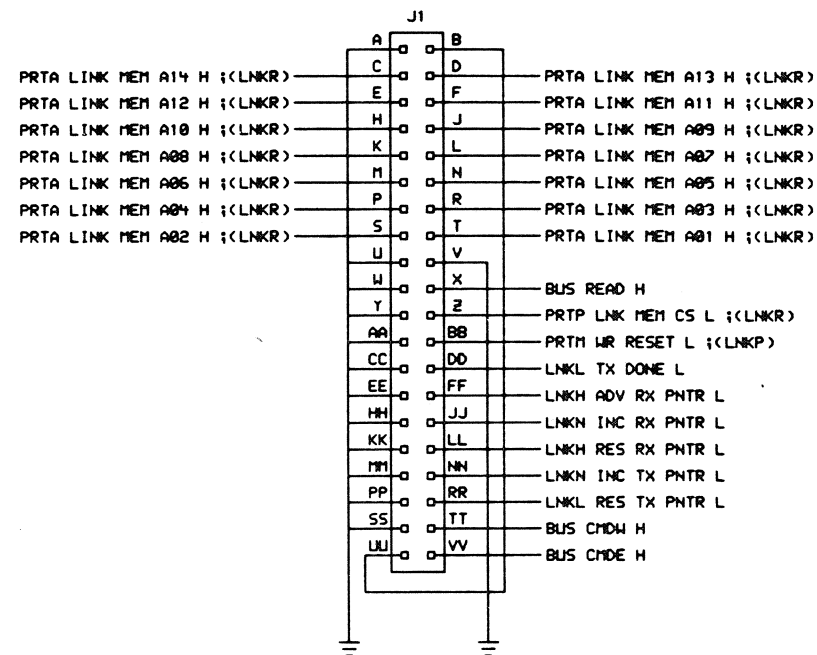 J1
A B
PRTA LINK MEM A14 H ;(LNKR) C D PRTA LINK MEM A13 H ;(LNKR)
PRTA LINK MEM A12 H ;(LNKR) E F PRTA LINK MEM A11 H ;(LNKR)
PRTA LINK MEM A10 H ;(LNKR) H J PRTA LINK MEM A09 H ;(LNKR)
PRTA LINK MEM A08 H ;(LNKR) K L PRTA LINK MEM A07 H ;(LNKR)
PRTA LINK MEM A06 H ;(LNKR) M N PRTA LINK MEM A05 H ;(LNKR)
PRTA LINK MEM A04 H ;(LNKR) P R PRTA LINK MEM A03 H ;(LNKR)
PRTA LINK MEM A02 H ;(LNKR) S T PRTA LINK MEM A01 H ;(LNKR)
U V
W X BUS READ H
Y Z PRTP LNK MEM CS L ;(LNKR)
AA BB PRTM WR RESET L ;(LNKP)
CC DD LNKL TX DONE L
EE FF LNKH ADV RX PNTR L
HH JJ LNKN INC RX PNTR L
KK LL LNKH RES RX PNTR L
MM NN LNKN INC TX PNTR L
PP RR LNKL RES TX PNTR L
SS TT BUS CMDW H
UU VV BUS CMDE H